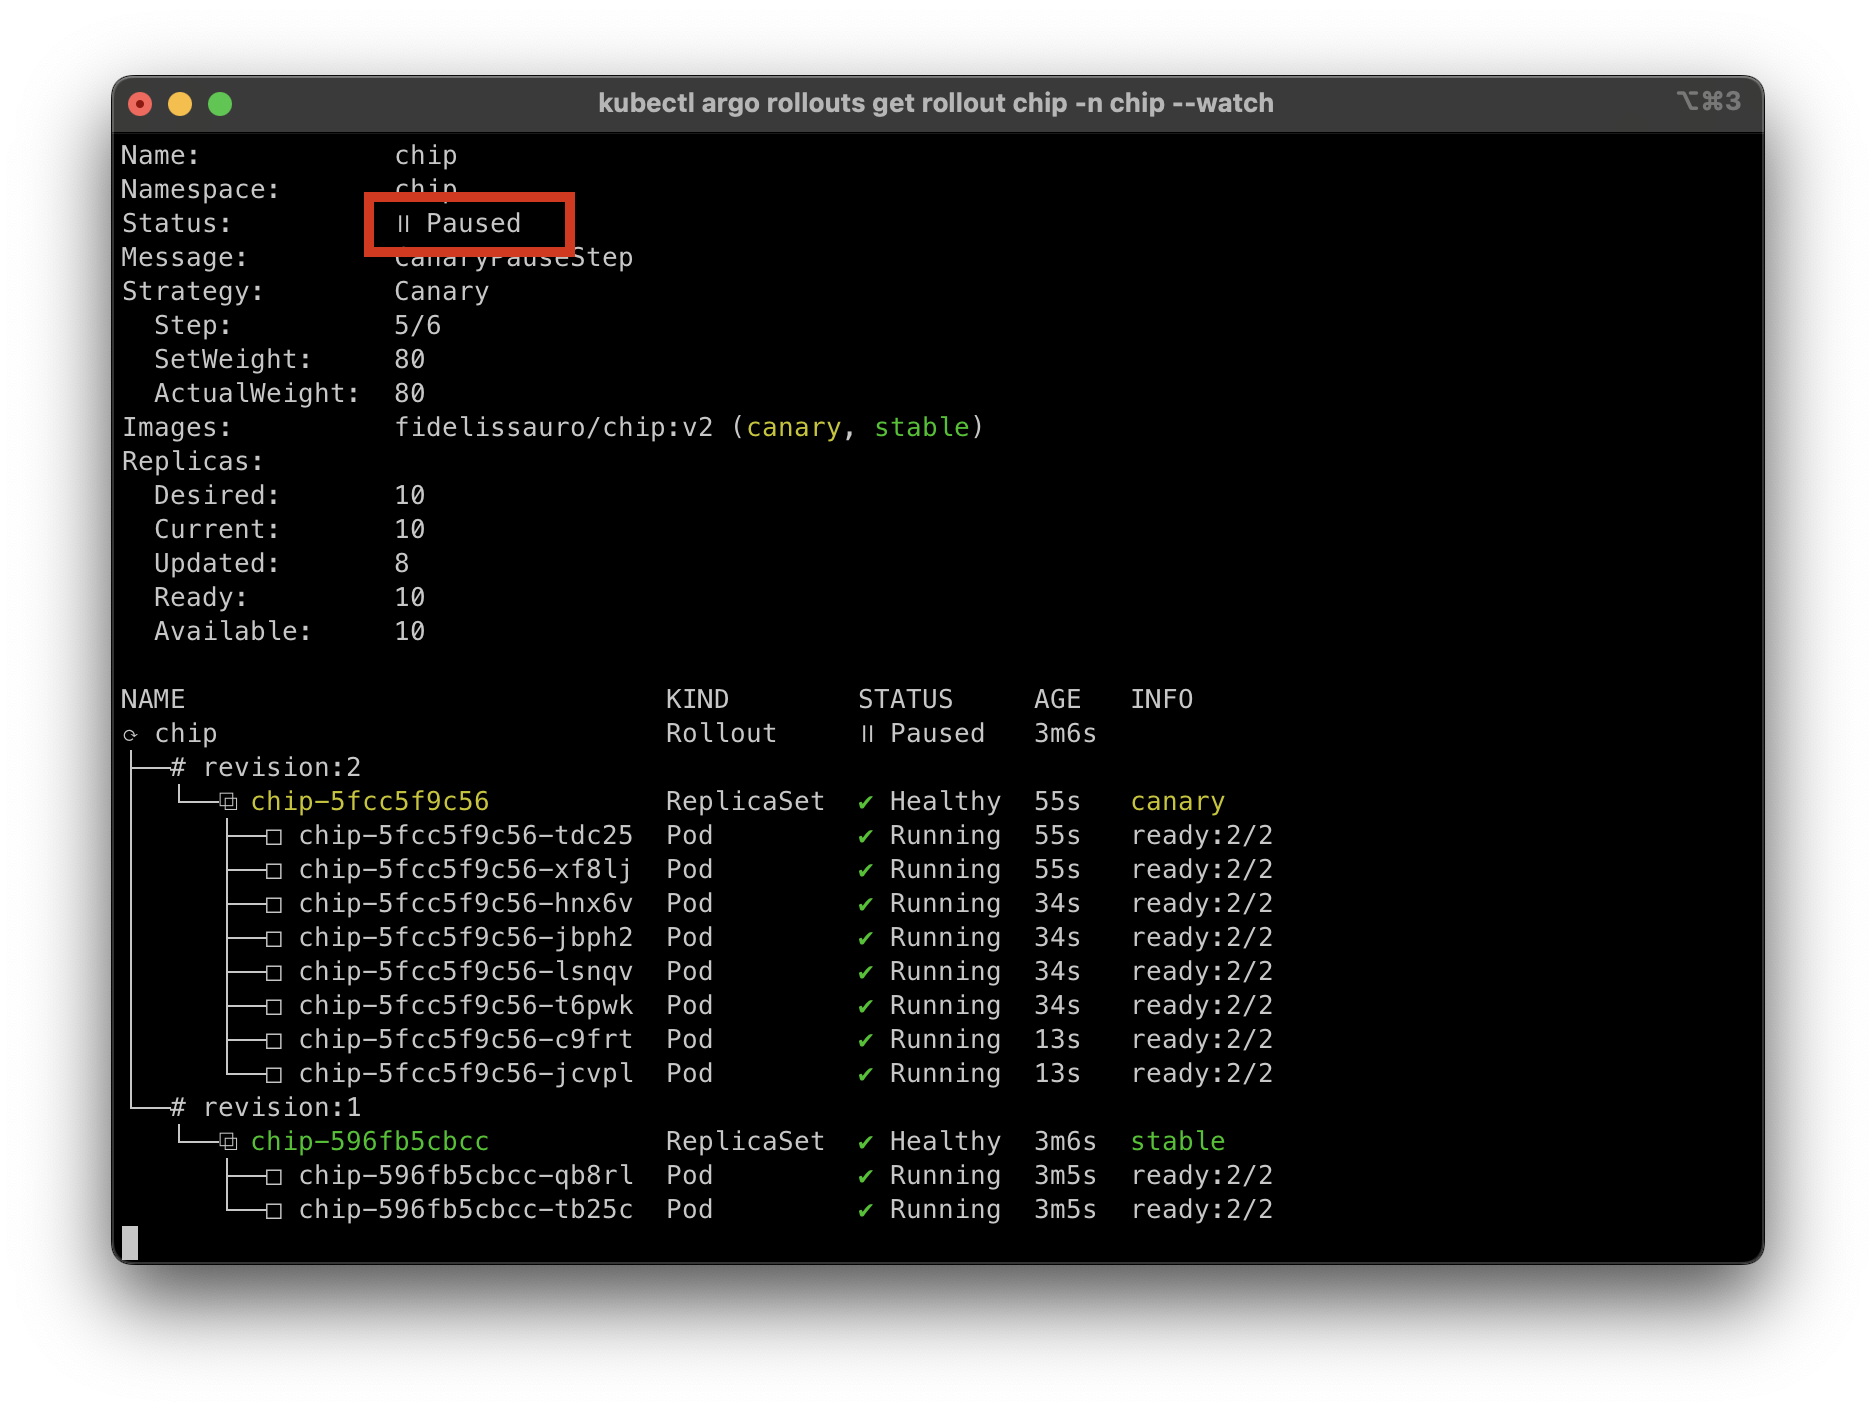 kubectl argo rollouts get rollout chip -n chip --watch ⌥⌘3
Name: chip
Namespace: chip
Status: ॥ Paused
Message: CanaryPauseStep
Strategy: Canary
Step: 5/6
SetWeight: 80
ActualWeight: 80
Images: fidelissauro/chip:v2 (canary, stable)
Replicas:
Desired: 10
Current: 10
Updated: 8
Ready: 10
Available: 10
NAME KIND STATUS AGE INFO
⟳ chip Rollout ॥ Paused 3m6s
├──# revision:2
│ └──⧉ chip-5fcc5f9c56 ReplicaSet ✔ Healthy 55s canary
│ ├──□ chip-5fcc5f9c56-tdc25 Pod ✔ Running 55s ready:2/2
│ ├──□ chip-5fcc5f9c56-xf8lj Pod ✔ Running 55s ready:2/2
│ ├──□ chip-5fcc5f9c56-hnx6v Pod ✔ Running 34s ready:2/2
│ ├──□ chip-5fcc5f9c56-jbph2 Pod ✔ Running 34s ready:2/2
│ ├──□ chip-5fcc5f9c56-lsnqv Pod ✔ Running 34s ready:2/2
│ ├──□ chip-5fcc5f9c56-t6pwk Pod ✔ Running 34s ready:2/2
│ ├──□ chip-5fcc5f9c56-c9frt Pod ✔ Running 13s ready:2/2
│ └──□ chip-5fcc5f9c56-jcvpl Pod ✔ Running 13s ready:2/2
└──# revision:1
└──⧉ chip-596fb5cbcc ReplicaSet ✔ Healthy 3m6s stable
├──□ chip-596fb5cbcc-qb8rl Pod ✔ Running 3m5s ready:2/2
└──□ chip-596fb5cbcc-tb25c Pod ✔ Running 3m5s ready:2/2